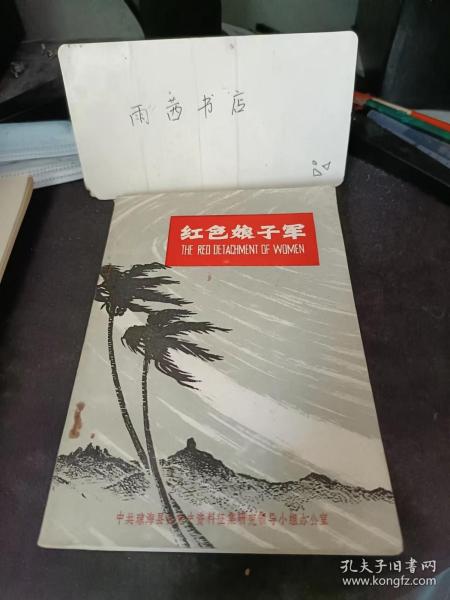 雨茜书店
红色娘子军
THE RED DETACHMENT OF WOMEN
中共琼海县委党史资料征集研究领导小组办公室
孔夫子旧书网
www.kongfz.com